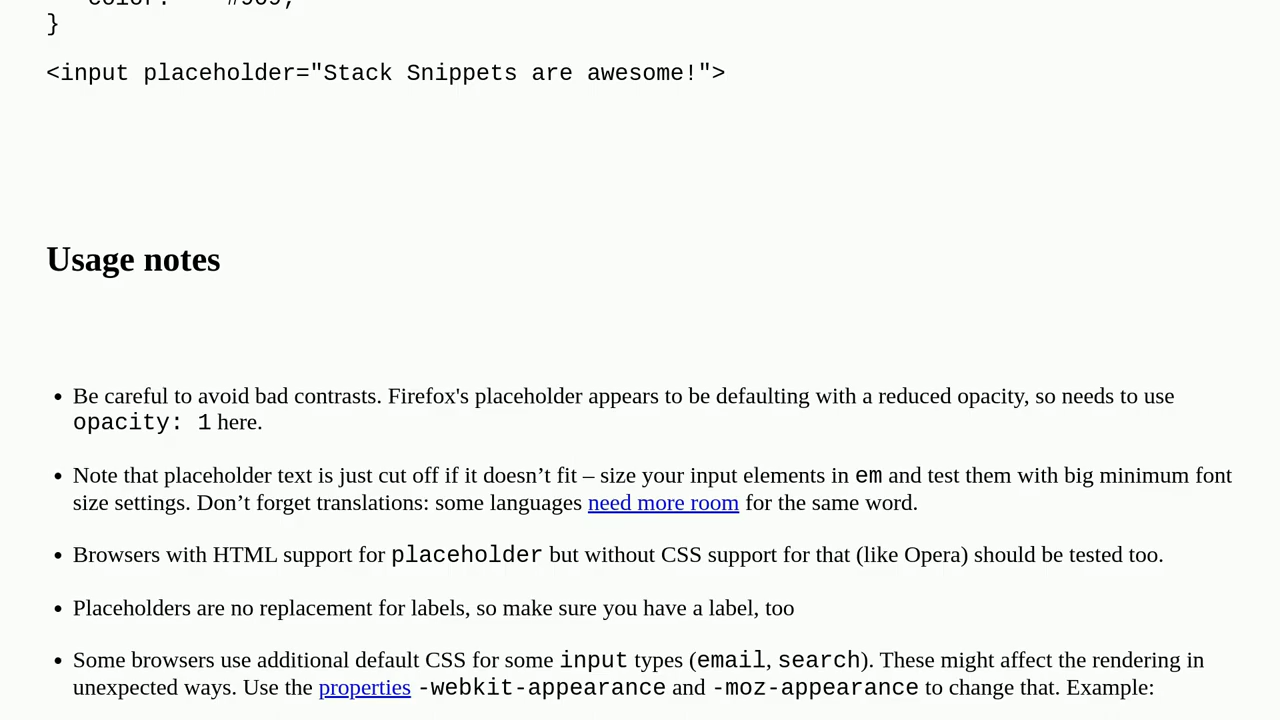 }
<input placeholder="Stack Snippets are awesome!">
Usage notes
• Be careful to avoid bad contrasts. Firefox's placeholder appears to be defaulting with a reduced opacity, so needs to use
opacity: 1 here.
• Note that placeholder text is just cut off if it doesn’t fit – size your input elements in em and test them with big minimum font
size settings. Don’t forget translations: some languages need more room for the same word.
• Browsers with HTML support for placeholder but without CSS support for that (like Opera) should be tested too.
• Placeholders are no replacement for labels, so make sure you have a label, too
• Some browsers use additional default CSS for some input types (email, search). These might affect the rendering in
unexpected ways. Use the properties -webkit-appearance and -moz-appearance to change that. Example: